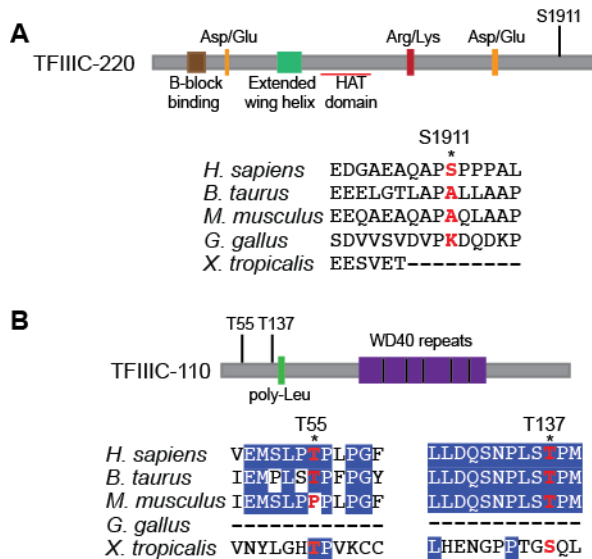 A
S1911
Asp/Glu Arg/Lys Asp/Glu
TFIIIC-220
B-block binding
Extended wing helix
HAT domain
S1911
*
H. sapiens EDGAEAQAPSPPPAL
B. taurus EEELGTLAPALLAAP
M. musculus EEQAEAQAPAQLAAP
G. gallus SDVVSVDVPKDQDKP
X. tropicalis EESVET---------
B
T55 T137
WD40 repeats
TFIIIC-110
poly-Leu
T55 T137
* *
H. sapiens VEMSLPTPLPGF LLDQSNPLSTPM
B. taurus IEMPLSTPFPGY LLDQSNPLSTPM
M. musculus IEMSLPPPLPGF LLDQSNPLSTPM
G. gallus ------------ ------------
X. tropicalis VNYLGHTPVKCC LHENGPPTGSQL